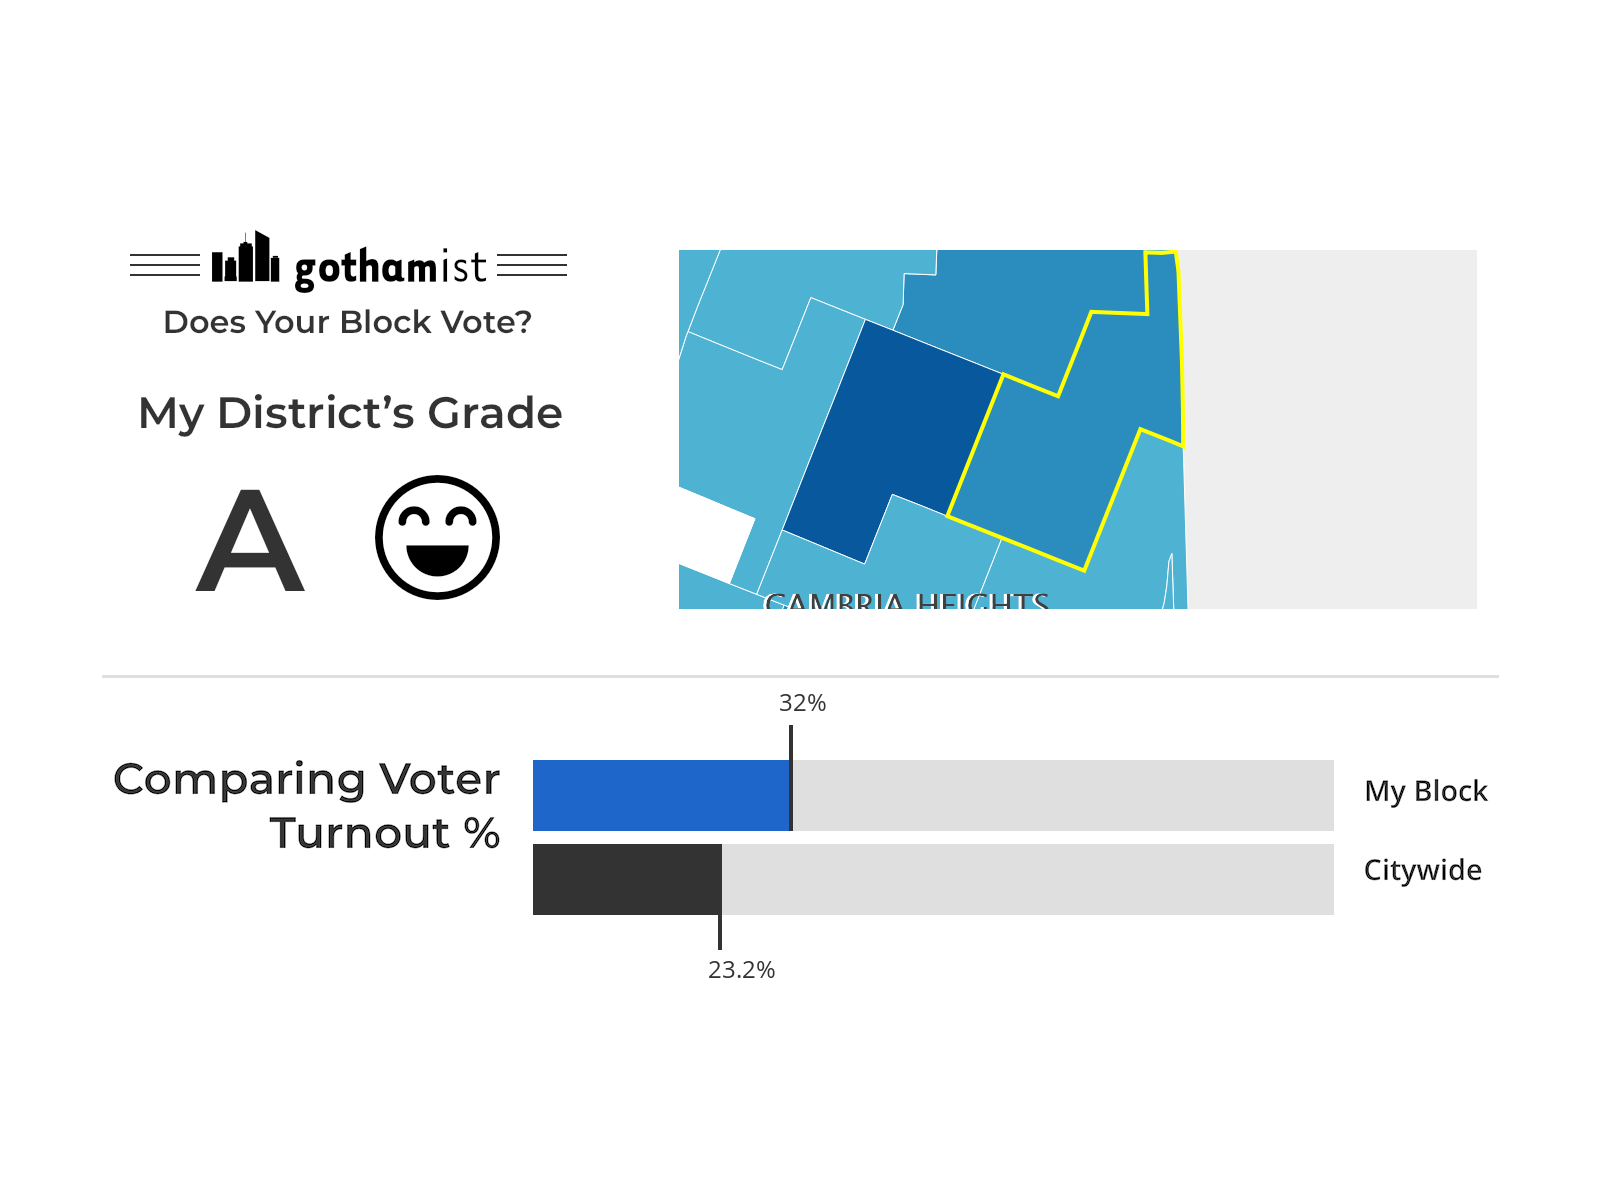 gothamist
Does Your Block Vote?
My District’s Grade
A
CAMBRIA HEIGHTS
32%
Comparing Voter
Turnout %
My Block
Citywide
23.2%